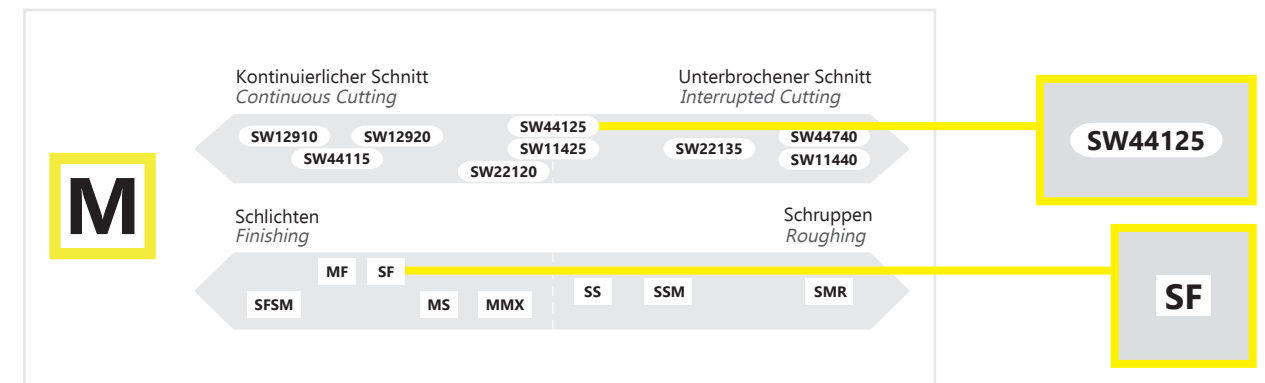 Kontinuierlicher Schnitt
Continuous Cutting
Unterbrochener Schnitt
Interrupted Cutting
SW12910
SW12920
SW44115
SW44125
SW11425
SW22120
SW22135
SW44740
SW11440
SW44125
M
Schlichten
Finishing
Schruppen
Roughing
MF
SF
SFSM
MS
MMX
SS
SSM
SMR
SF